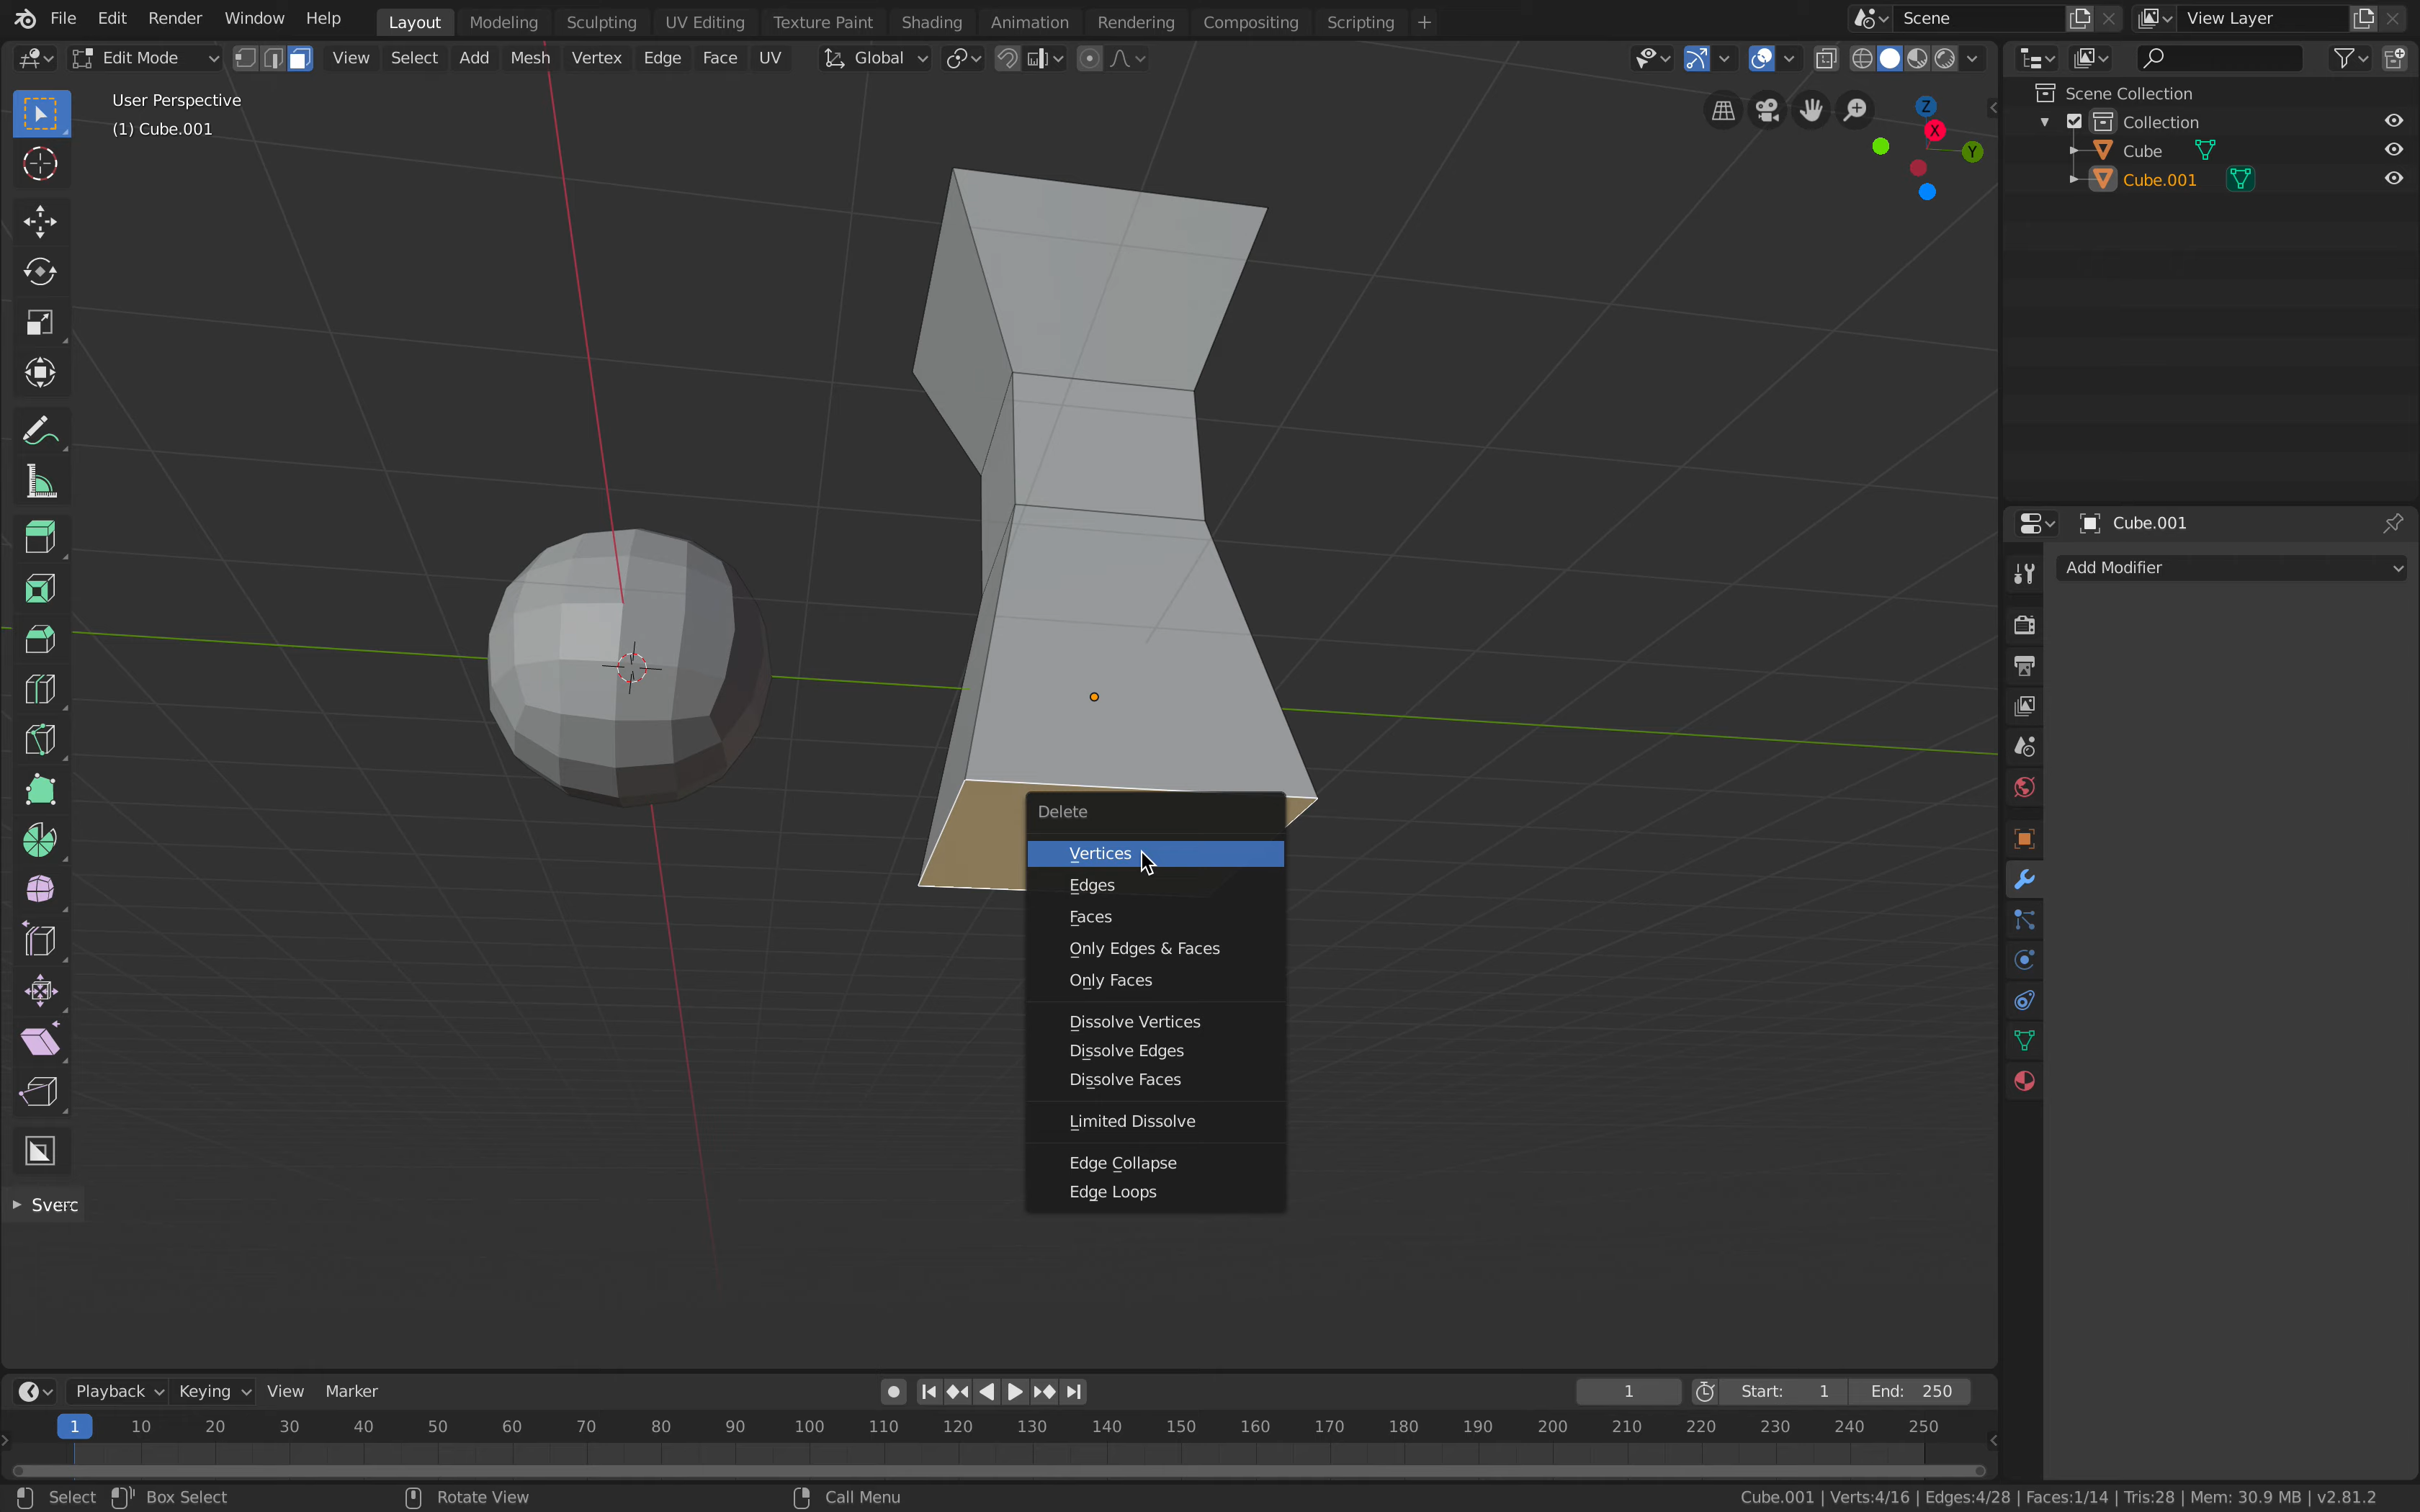 File Edit Render Window Help Layout Modeling Sculpting UV Editing Texture Paint Shading Animation Rendering Compositing Scripting + Scene View Layer
Edit Mode View Select Add Mesh Vertex Edge Face UV Global
User Perspective
(1) Cube.001
Z
X
Y
Scene Collection
Collection
Cube
Cube.001
Cube.001
Add Modifier
Delete
Vertices
Edges
Faces
Only Edges & Faces
Only Faces
Dissolve Vertices
Dissolve Edges
Dissolve Faces
Limited Dissolve
Edge Collapse
Edge Loops
Playback Keying View Marker 1 Start: 1 End: 250
1 10 20 30 40 50 60 70 80 90 100 110 120 130 140 150 160 170 180 190 200 210 220 230 240 250
Select Box Select Rotate View Call Menu Cube.001 | Verts:4/16 | Edges:4/28 | Faces:1/14 | Tris:28 | Mem: 30.9 MB | v2.81.2